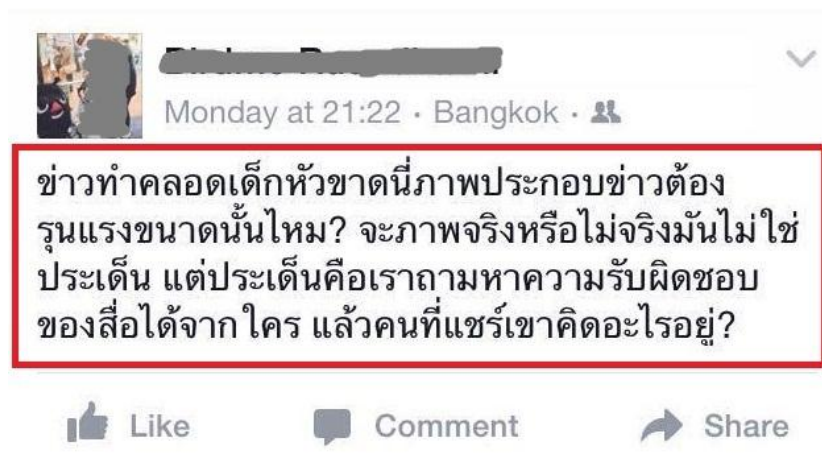 Monday at 21:22 · Bangkok ·
ข่าวทำคลอดเด็กหัวขาดนี่ภาพประกอบข่าวต้อง
รุนแรงขนาดนั้นไหม? จะภาพจริงหรือไม่จริงมันไม่ใช่
ประเด็น แต่ประเด็นคือเราถามหาความรับผิดชอบ
ของสื่อได้จากใคร แล้วคนที่แชร์เขาคิดอะไรอยู่?
Like Comment Share